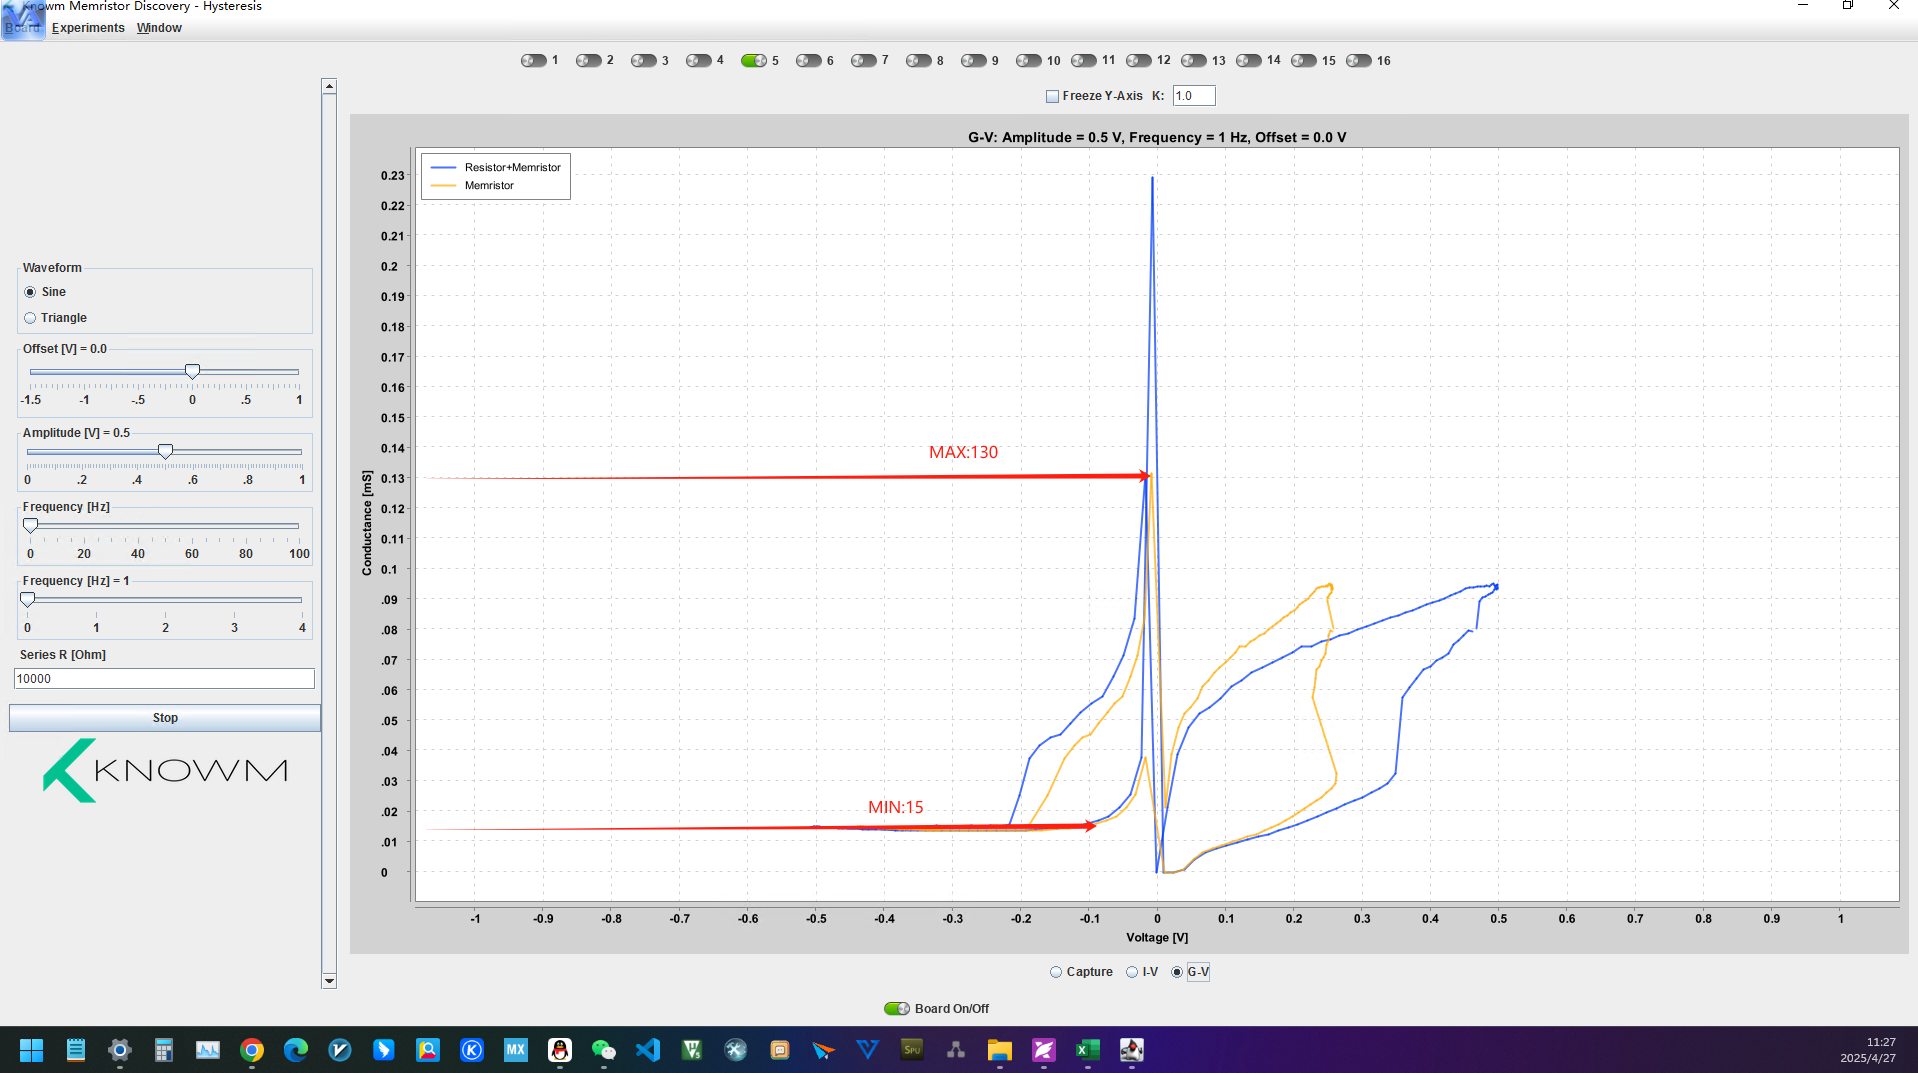 Knowm Memristor Discovery - Hysteresis
Board Experiments Window
1 2 3 4 5 6 7 8 9 10 11 12 13 14 15 16
Freeze Y-Axis K: 1.0
G-V: Amplitude = 0.5 V, Frequency = 1 Hz, Offset = 0.0 V
Resistor+Memristor
Memristor
Waveform
Sine
Triangle
Offset [V] = 0.0
-1.5 -1 -.5 0 .5 1
Amplitude [V] = 0.5
0 .2 .4 .6 .8 1
Frequency [Hz]
0 20 40 60 80 100
Frequency [Hz] = 1
0 1 2 3 4
Series R [Ohm]
10000
Stop
KNOWM
Conductance [mS]
0.23
0.22
0.21
0.2
0.19
0.18
0.17
0.16
0.15
0.14
0.13
0.12
0.11
0.1
.09
.08
.07
.06
.05
.04
.03
.02
.01
0
MAX:130
MIN:15
-1 -0.9 -0.8 -0.7 -0.6 -0.5 -0.4 -0.3 -0.2 -0.1 0 0.1 0.2 0.3 0.4 0.5 0.6 0.7 0.8 0.9 1
Voltage [V]
Capture I-V G-V
Board On/Off
MX
SPU
11:27
2025/4/27